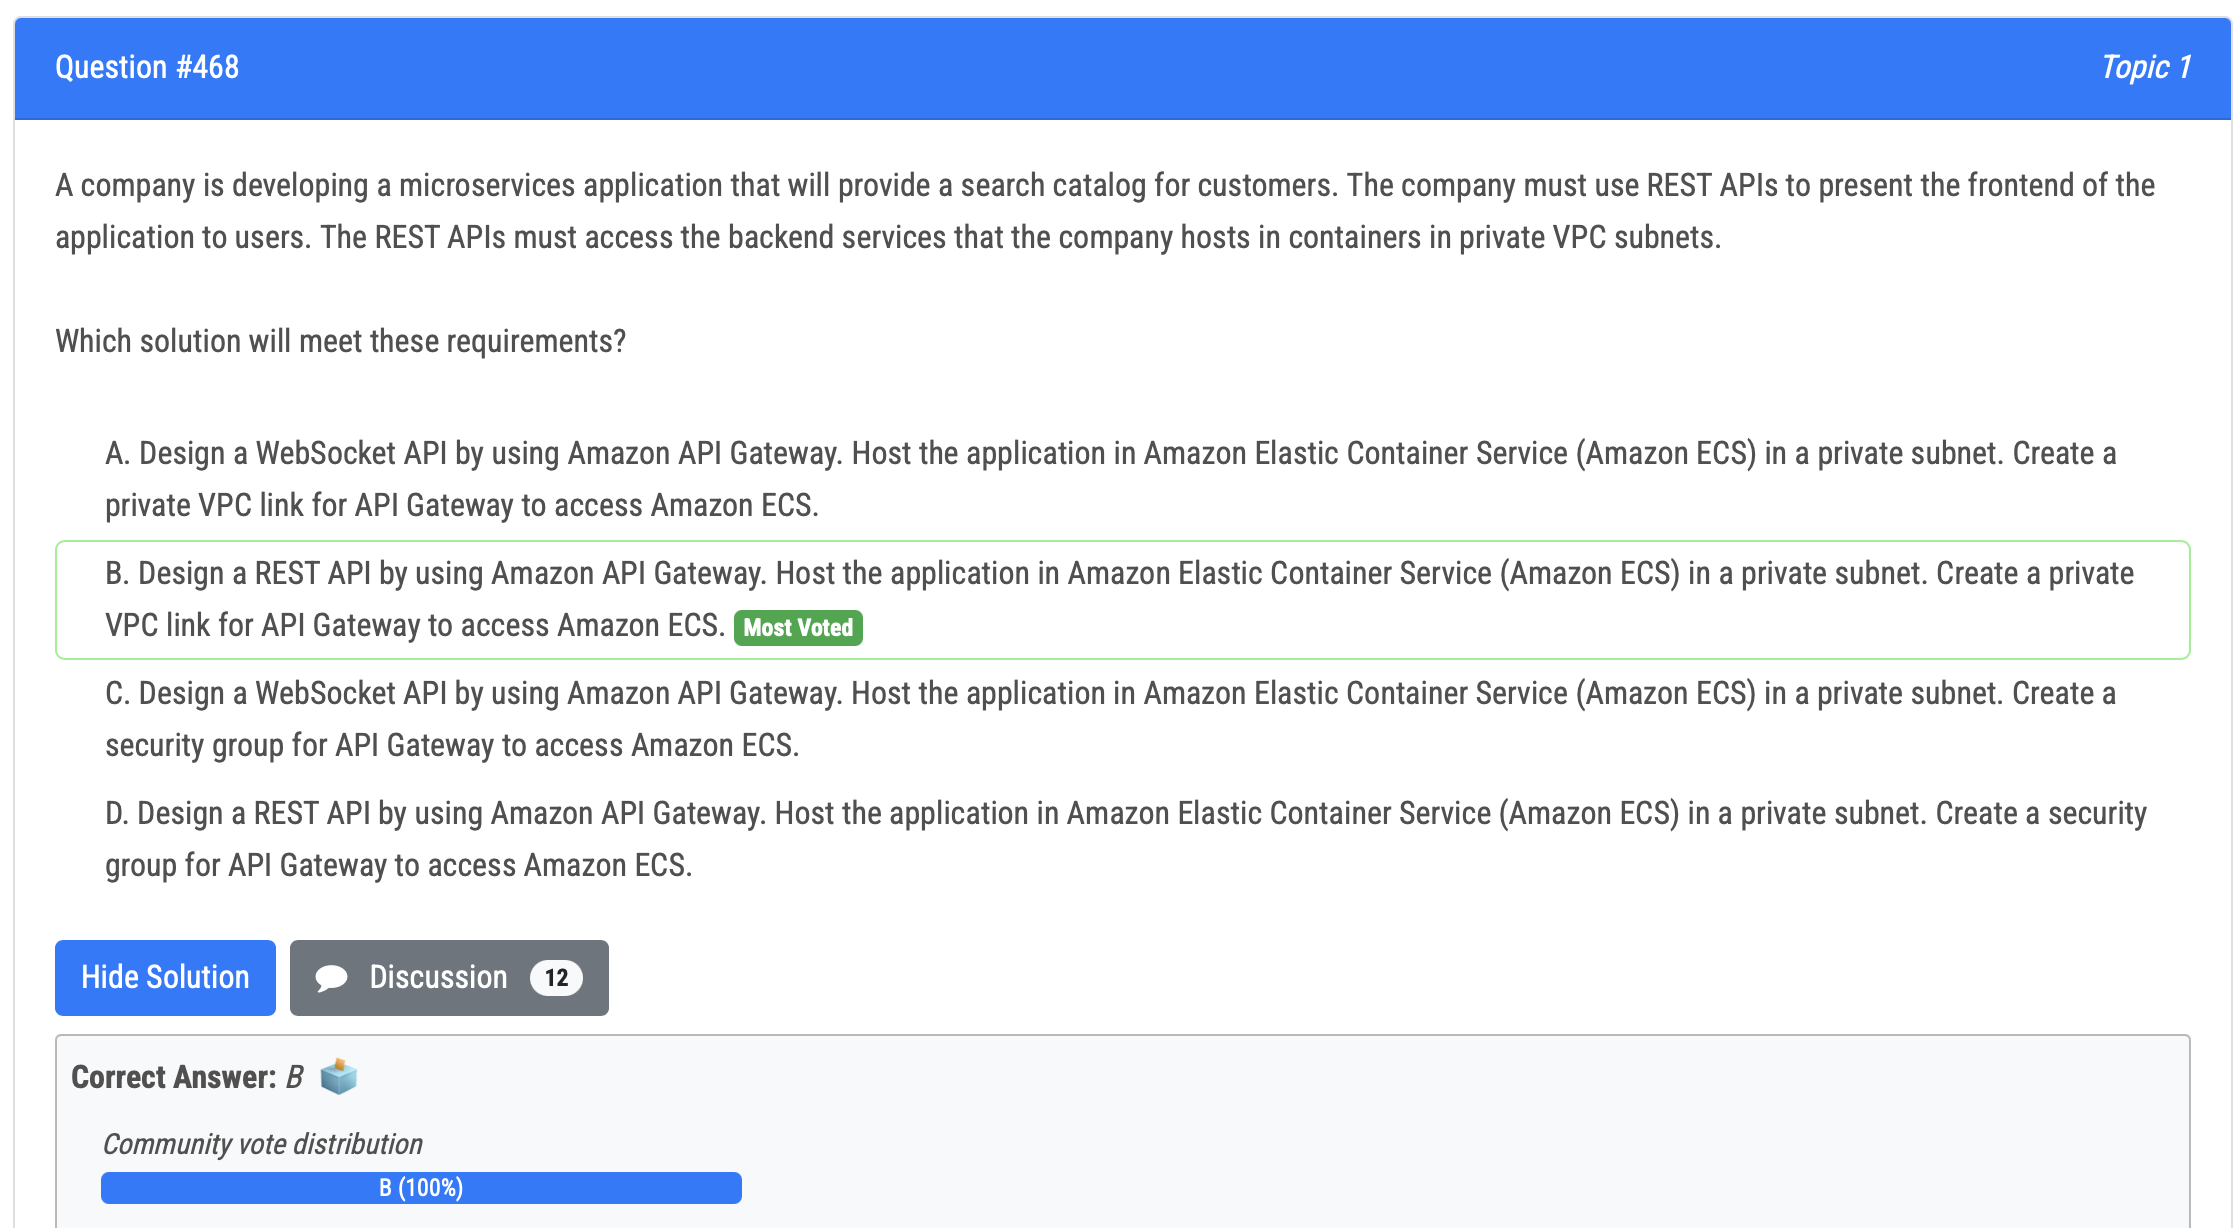 Question #468
Topic 1
A company is developing a microservices application that will provide a search catalog for customers. The company must use REST APIs to present the frontend of the
application to users. The REST APIs must access the backend services that the company hosts in containers in private VPC subnets.
Which solution will meet these requirements?
A. Design a WebSocket API by using Amazon API Gateway. Host the application in Amazon Elastic Container Service (Amazon ECS) in a private subnet. Create a
private VPC link for API Gateway to access Amazon ECS.
B. Design a REST API by using Amazon API Gateway. Host the application in Amazon Elastic Container Service (Amazon ECS) in a private subnet. Create a private
VPC link for API Gateway to access Amazon ECS. Most Voted
C. Design a WebSocket API by using Amazon API Gateway. Host the application in Amazon Elastic Container Service (Amazon ECS) in a private subnet. Create a
security group for API Gateway to access Amazon ECS.
D. Design a REST API by using Amazon API Gateway. Host the application in Amazon Elastic Container Service (Amazon ECS) in a private subnet. Create a security
group for API Gateway to access Amazon ECS.
Hide Solution Discussion 12
Correct Answer: B
Community vote distribution
B (100%)